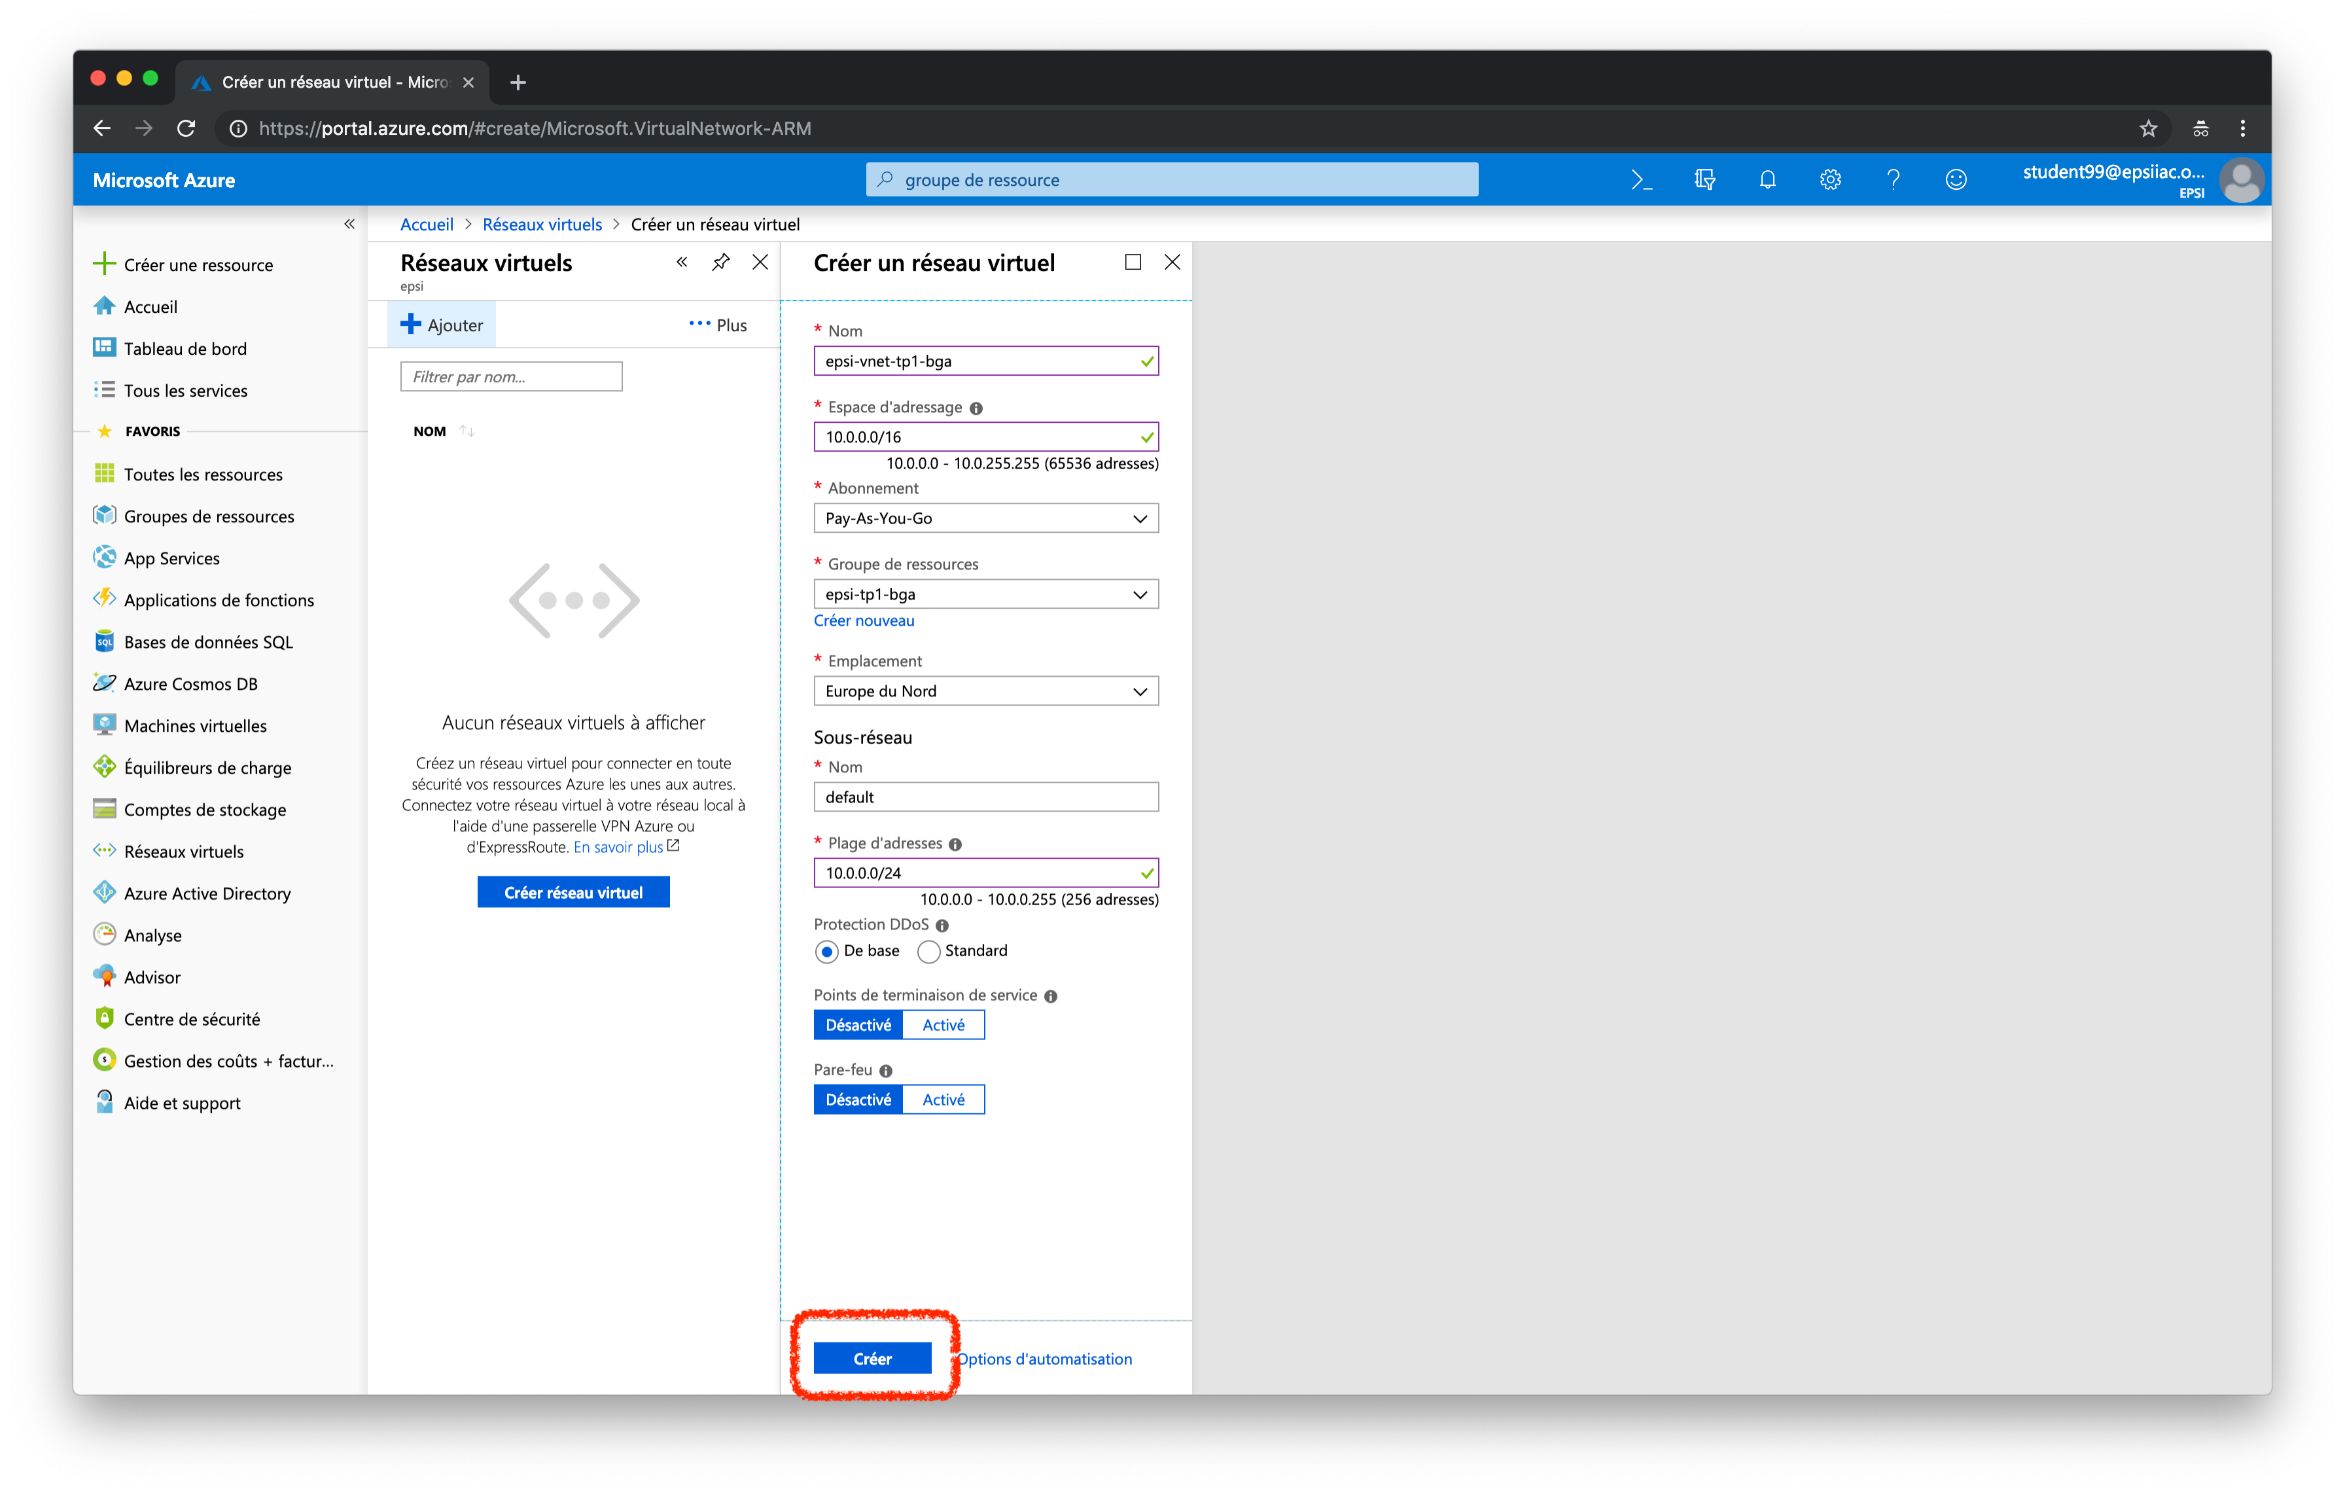 Créer un réseau virtuel - Micro
https://portal.azure.com/#create/Microsoft.VirtualNetwork-ARM
Microsoft Azure
groupe de ressource
student99@epsiiac.o...
EPSI
Accueil > Réseaux virtuels > Créer un réseau virtuel
Créer une ressource
Accueil
Tableau de bord
Tous les services
FAVORIS
Toutes les ressources
Groupes de ressources
App Services
Applications de fonctions
SQL
Bases de données SQL
Azure Cosmos DB
Machines virtuelles
Équilibreurs de charge
Comptes de stockage
Réseaux virtuels
Azure Active Directory
Analyse
Advisor
Centre de sécurité
Gestion des coûts + factur...
Aide et support
Réseaux virtuels
epsi
Ajouter
Plus
Filtrer par nom...
NOM
Aucun réseaux virtuels à afficher
Créez un réseau virtuel pour connecter en toute
sécurité vos ressources Azure les unes aux autres.
Connectez votre réseau virtuel à votre réseau local à
l'aide d'une passerelle VPN Azure ou
d'ExpressRoute. En savoir plus
Créer réseau virtuel
Créer un réseau virtuel
* Nom
epsi-vnet-tp1-bga
* Espace d'adressage
10.0.0.0/16
10.0.0.0 - 10.0.255.255 (65536 adresses)
* Abonnement
Pay-As-You-Go
* Groupe de ressources
epsi-tp1-bga
Créer nouveau
* Emplacement
Europe du Nord
Sous-réseau
* Nom
default
* Plage d'adresses
10.0.0.0/24
10.0.0.0 - 10.0.0.255 (256 adresses)
Protection DDoS
De base Standard
Points de terminaison de service
Désactivé Activé
Pare-feu
Désactivé Activé
Créer
Options d'automatisation